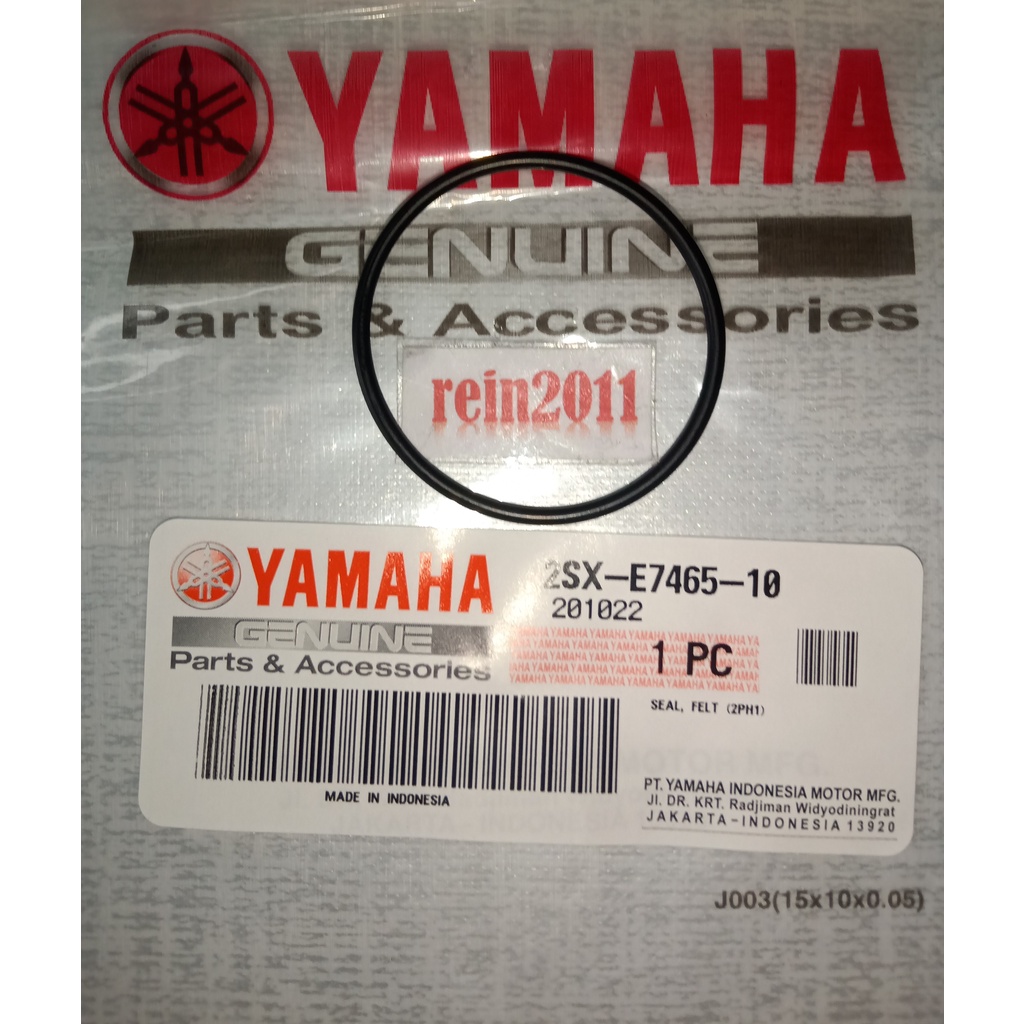 YAMAHA
GENUINE
Parts & Accessories
rein2011
YAMAHA
GENUINE
Parts & Accessories
2SX-E7465-10
201022
1 PC
SEAL, FELT (2PH1)
MADE IN INDONESIA
PT. YAMAHA INDONESIA MOTOR MFG.
Jl. DR. KRT. Radjiman Widyodiningrat
JAKARTA-INDONESIA 13920
J003(15x10x0.05)